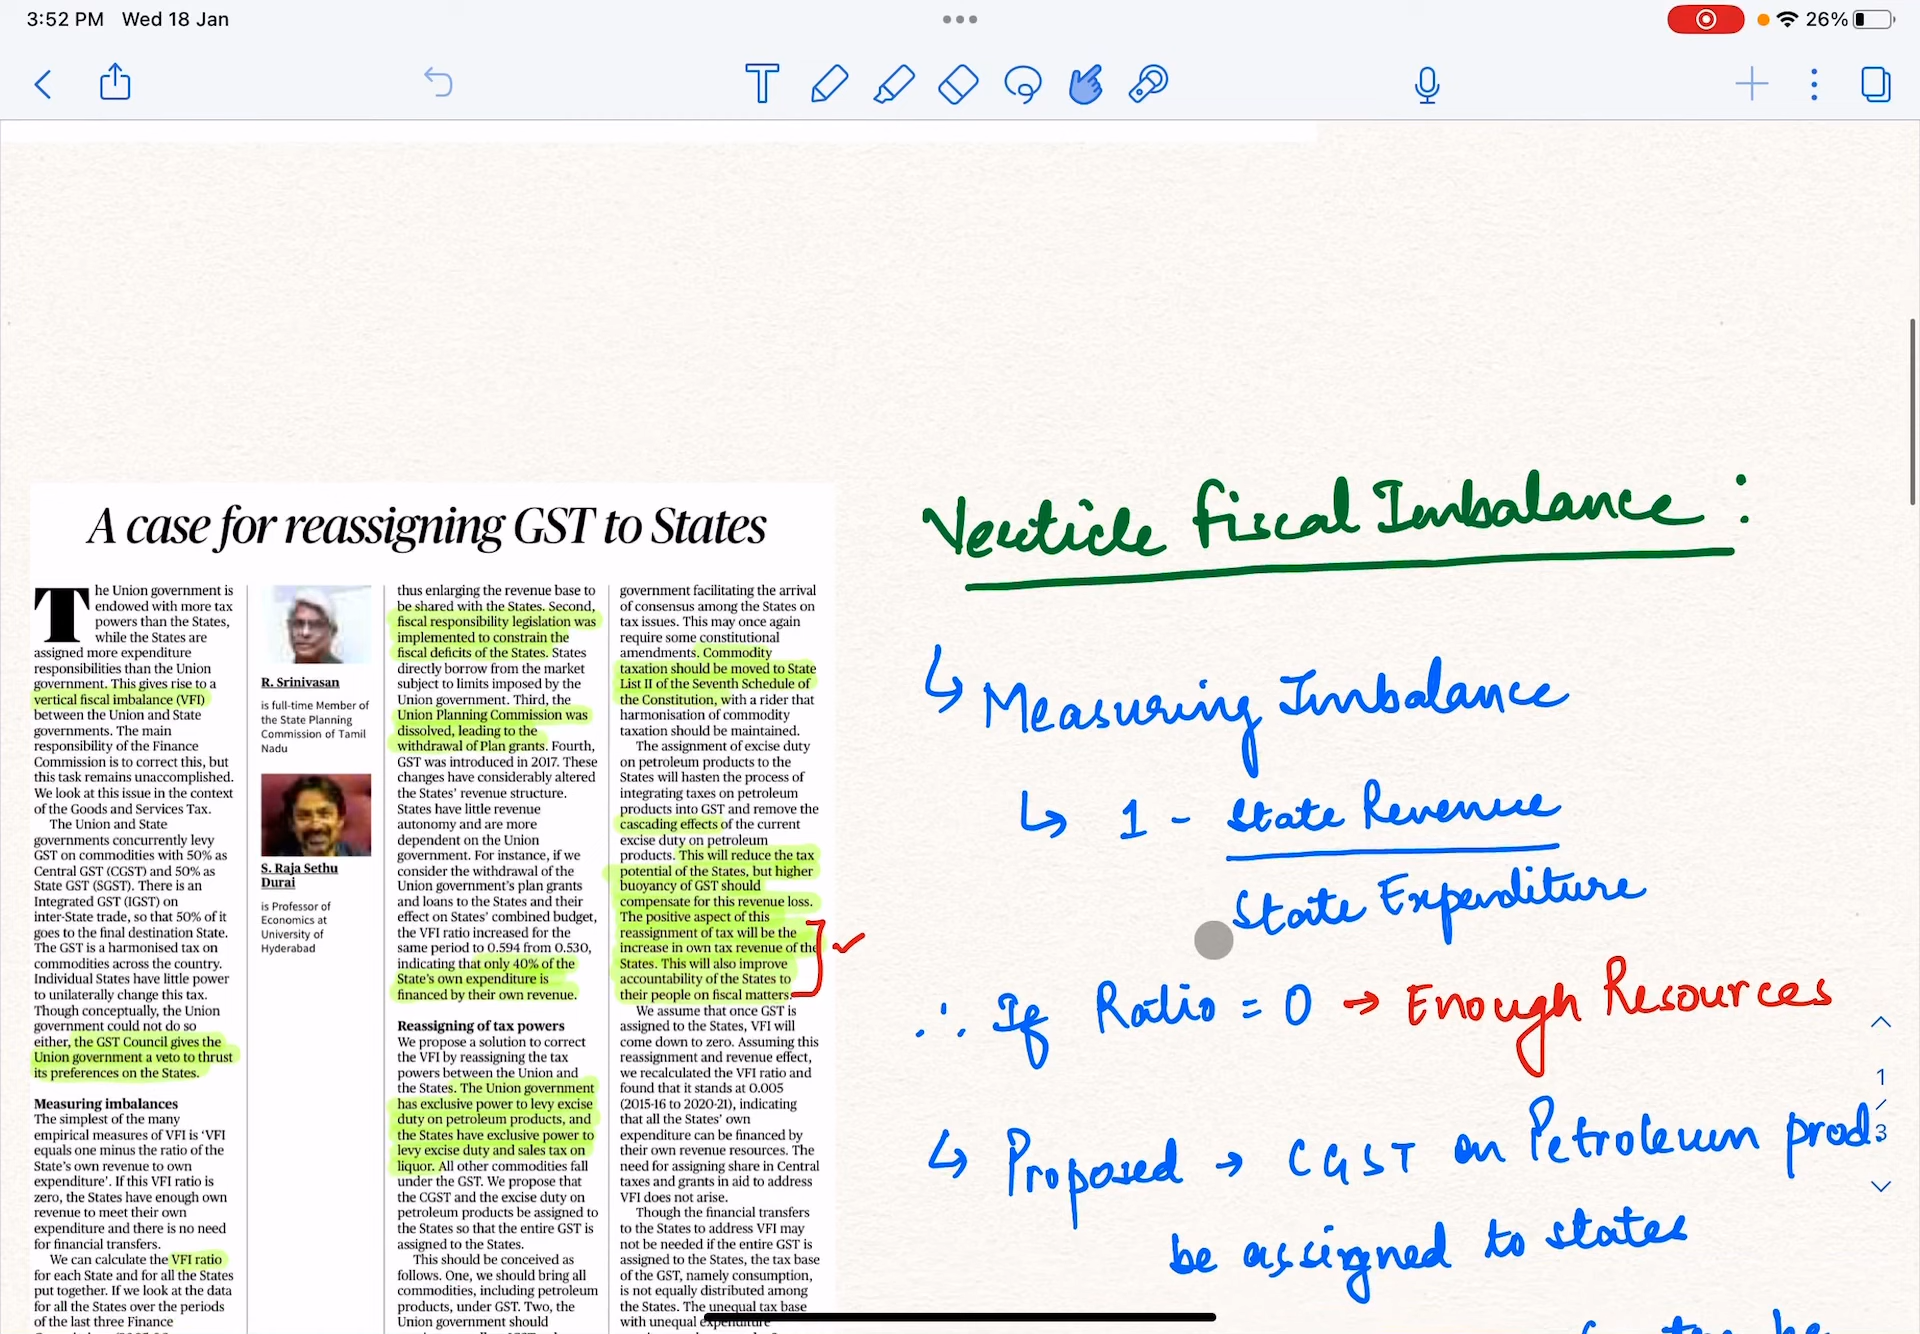 3:52 PM Wed 18 Jan
26%
A case for reassigning GST to States
The Union government is
endowed with more tax
powers than the States,
while the States are
assigned more expenditure
responsibilities than the Union
government. This gives rise to a
vertical fiscal imbalance (VFI)
between the Union and State
governments. The main
responsibility of the Finance
Commission is to correct this, but
this task remains unaccomplished.
We look at this issue in the context
of the Goods and Services Tax.
The Union and State
governments concurrently levy
GST on commodities with 50% as
Central GST (CGST) and 50% as
State GST (SGST). There is an
Integrated GST (IGST) on
inter-State trade, so that 50% of it
goes to the final destination State.
The GST is a harmonised tax on
commodities across the country.
Individual States have little power
to unilaterally change this tax.
Though conceptually, the Union
government could not do so
either, the GST Council gives the
Union government a veto to thrust
its preferences on the States.
Measuring imbalances
The simplest of the many
empirical measures of VFI is ‘VFI
equals one minus the ratio of the
State’s own revenue to own
expenditure’. If this VFI ratio is
zero, the States have enough own
revenue to meet their own
expenditure and there is no need
for financial transfers.
We can calculate the VFI ratio
for each State and for all the States
put together. If we look at the data
for all the States over the periods
of the last three Finance
R. Srinivasan
is full-time Member of
the State Planning
Commission of Tamil
Nadu
S. Raja Sethu
Durai
is Professor of
Economics at
University of
Hyderabad
thus enlarging the revenue base to
be shared with the States. Second,
fiscal responsibility legislation was
implemented to constrain the
fiscal deficits of the States. States
directly borrow from the market
subject to limits imposed by the
Union government. Third, the
Union Planning Commission was
dissolved, leading to the
withdrawal of Plan grants. Fourth,
GST was introduced in 2017. These
changes have considerably altered
the States’ revenue structure.
States have little revenue
autonomy and are more
dependent on the Union
government. For instance, if we
consider the withdrawal of the
Union government’s plan grants
and loans to the States and their
effect on States’ combined budget,
the VFI ratio increased for the
same period to 0.594 from 0.530,
indicating that only 40% of the
State’s own expenditure is
financed by their own revenue.
Reassigning of tax powers
We propose a solution to correct
the VFI by reassigning the tax
powers between the Union and
the States. The Union government
has exclusive power to levy excise
duty on petroleum products, and
the States have exclusive power to
levy excise duty and sales tax on
liquor. All other commodities fall
under the GST. We propose that
the CGST and the excise duty on
petroleum products be assigned to
the States so that the entire GST is
assigned to the States.
This should be conceived as
follows. One, we should bring all
commodities, including petroleum
products, under GST. Two, the
Union government should
government facilitating the arrival
of consensus among the States on
tax issues. This may once again
require some constitutional
amendments. Commodity
taxation should be moved to State
List II of the Seventh Schedule of
the Constitution, with a rider that
harmonisation of commodity
taxation should be maintained.
The assignment of excise duty
on petroleum products to the
States will hasten the process of
integrating taxes on petroleum
products into GST and remove the
cascading effects of the current
excise duty on petroleum
products. This will reduce the tax
potential of the States, but higher
buoyancy of GST should
compensate for this revenue loss.
The positive aspect of this
reassignment of tax will be the
increase in own tax revenue of the
States. This will also improve
accountability of the States to
their people on fiscal matters.
We assume that once GST is
assigned to the States, VFI will
come down to zero. Assuming this
reassignment and revenue effect,
we recalculated the VFI ratio and
found that it stands at 0.005
(2015-16 to 2020-21), indicating
that all the States’ own
expenditure can be financed by
their own revenue resources. The
need for assigning share in Central
taxes and grants in aid to address
VFI does not arise.
Though the financial transfers
to the States to address VFI may
not be needed if the entire GST is
assigned to the States, the tax base
of the GST, namely consumption,
is not equally distributed among
the States. The unequal tax base
with unequal expenditure
Verticle Fiscal Imbalance :
↳ Measuring Imbalance
↳ 1 - State Revenue
State Expenditure
∴ If Ratio = 0 → Enough Resources
↳ Proposed → CGST on Petroleum prod.
be assigned to states
1
3